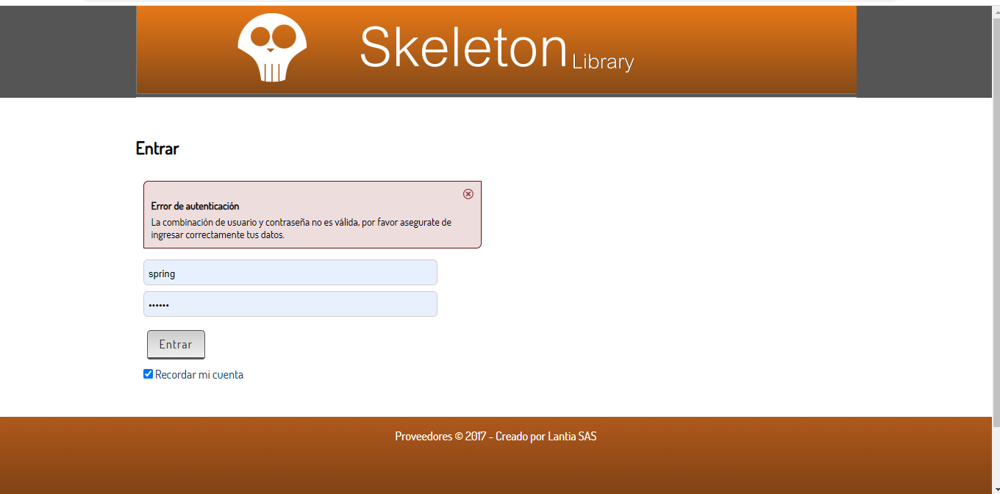 Skeleton Library
Entrar
Error de autenticación
La combinación de usuario y contraseña no es válida, por favor asegurate de
ingresar correctamente tus datos.
spring
••••••
Entrar
Recordar mi cuenta
Proveedores © 2017 - Creado por Lantia SAS